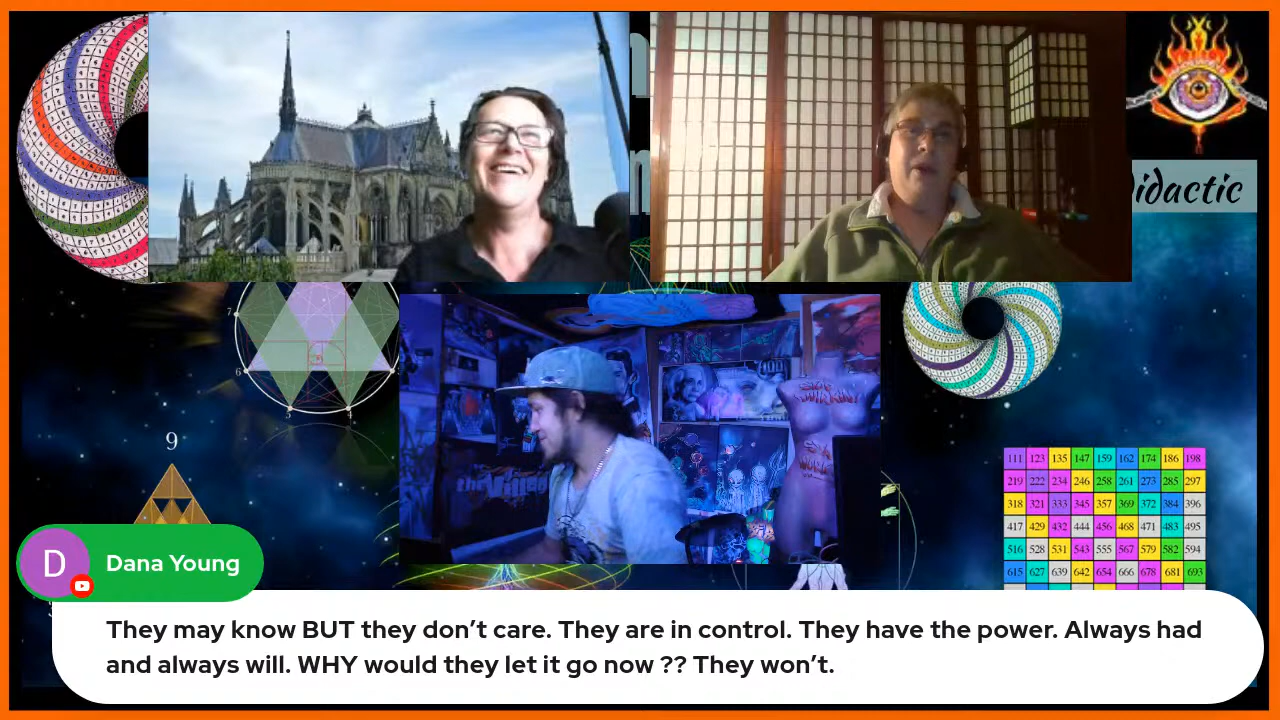 idactic
7
6
5
4
9
111 123 135 147 159 162 174 186 198
219 222 234 246 258 261 273 285 297
318 321 333 345 357 369 372 384 396
417 429 432 444 456 468 471 483 495
516 528 531 543 555 567 579 582 594
615 627 639 642 654 666 678 681 693
D
Dana Young
They may know BUT they don’t care. They are in control. They have the power. Always had
and always will. WHY would they let it go now ?? They won’t.